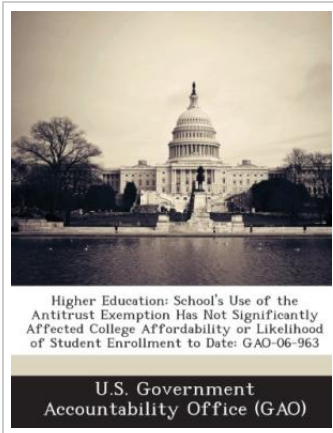 Higher Education: School's Use of the
Antitrust Exemption Has Not Significantly
Affected College Affordability or Likelihood
of Student Enrollment to Date: GAO-06-963
U.S. Government
Accountability Office (GAO)